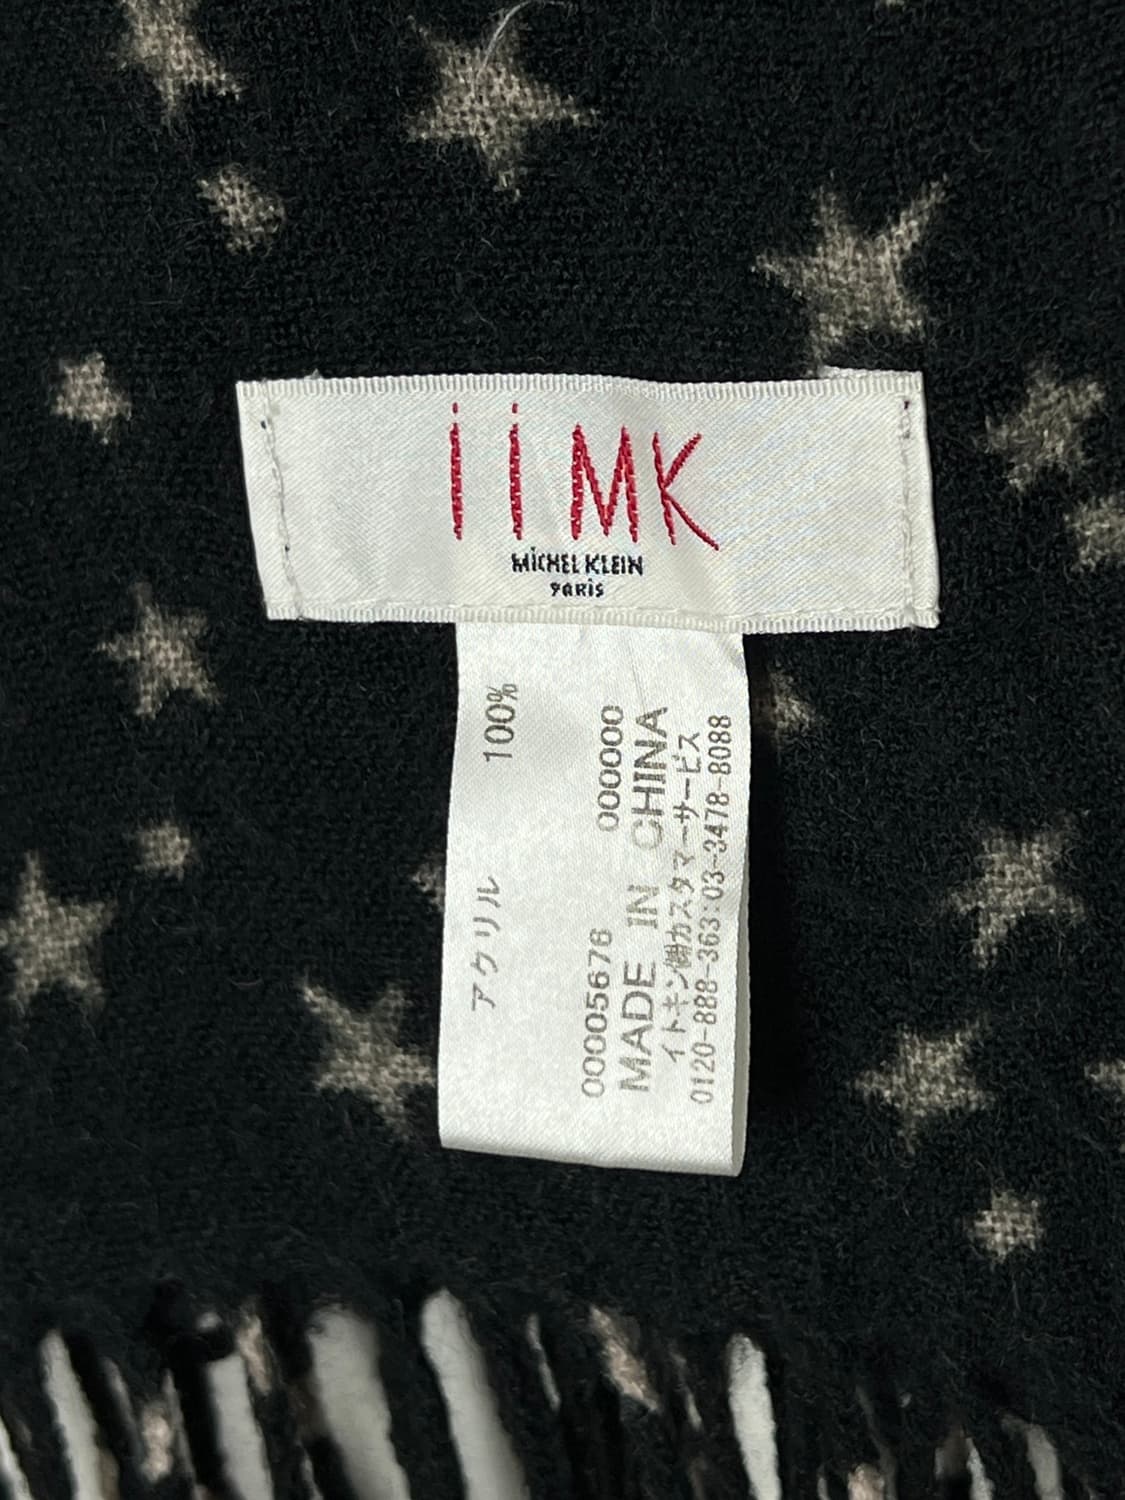 iiMK
MiCHEL KLEIN
PARiS
アクリル 100%
00005676 000000
MADE IN CHINA
イトキン㈱カスタマーサービス
0120-888-363:03-3478-8088